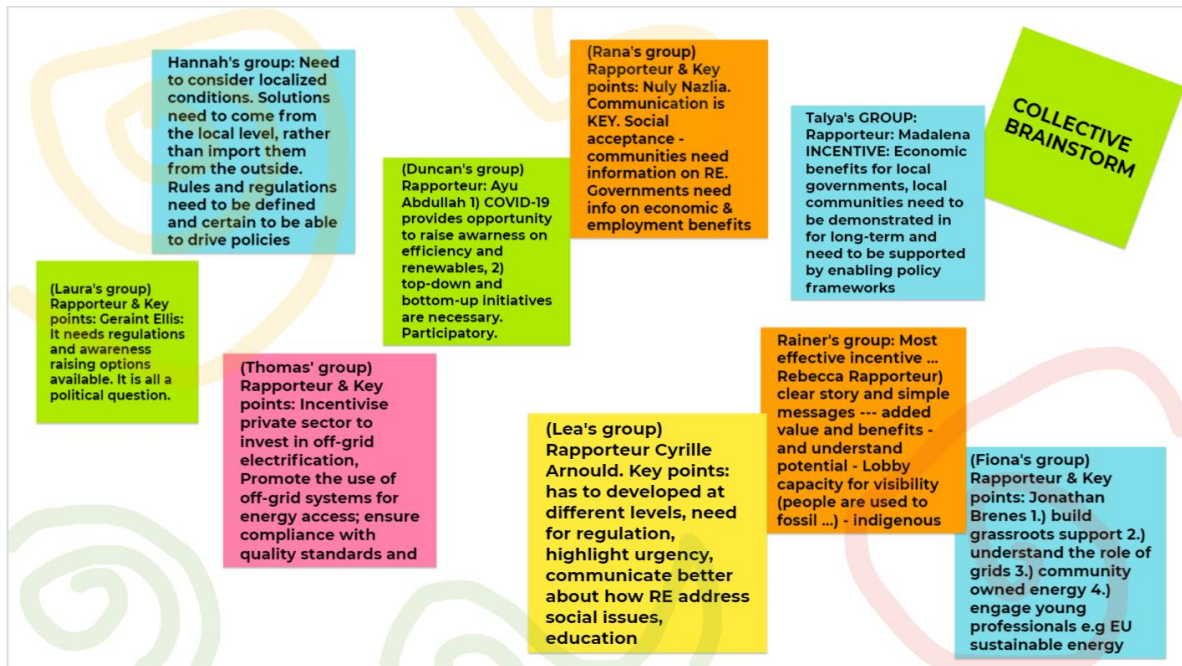 Hannah's group: Need
to consider localized
conditions. Solutions
need to come from
the local level, rather
than import them
from the outside.
Rules and regulations
need to be defined
and certain to be able
to drive policies
(Rana's group)
Rapporteur & Key
points: Nuly Nazlia.
Communication is
KEY. Social
acceptance -
communities need
information on RE.
Governments need
info on economic &
employment benefits
COLLECTIVE
BRAINSTORM
Talya's GROUP:
Rapporteur: Madalena
INCENTIVE: Economic
benefits for local
governments, local
communities need to
be demonstrated in
for long-term and
need to be supported
by enabling policy
frameworks
(Duncan's group)
Rapporteur: Ayu
Abdullah 1) COVID-19
provides opportunity
to raise awarness on
efficiency and
renewables, 2)
top-down and
bottom-up initiatives
are necessary.
Participatory.
(Laura's group)
Rapporteur & Key
points: Geraint Ellis:
It needs regulations
and awareness
raising options
available. It is all a
political question.
(Thomas' group)
Rapporteur & Key
points: Incentivise
private sector to
invest in off-grid
electrification,
Promote the use of
off-grid systems for
energy access; ensure
compliance with
quality standards and
(Lea's group)
Rapporteur Cyrille
Arnould. Key points:
has to developed at
different levels, need
for regulation,
highlight urgency,
communicate better
about how RE address
social issues,
education
Rainer's group: Most
effective incentive ...
Rebecca Rapporteur)
clear story and simple
messages --- added
value and benefits -
and understand
potential - Lobby
capacity for visibility
(people are used to
fossil ...) - indigenous
(Fiona's group)
Rapporteur & Key
points: Jonathan
Brenes 1.) build
grassroots support 2.)
understand the role of
grids 3.) community
owned energy 4.)
engage young
professionals e.g EU
sustainable energy